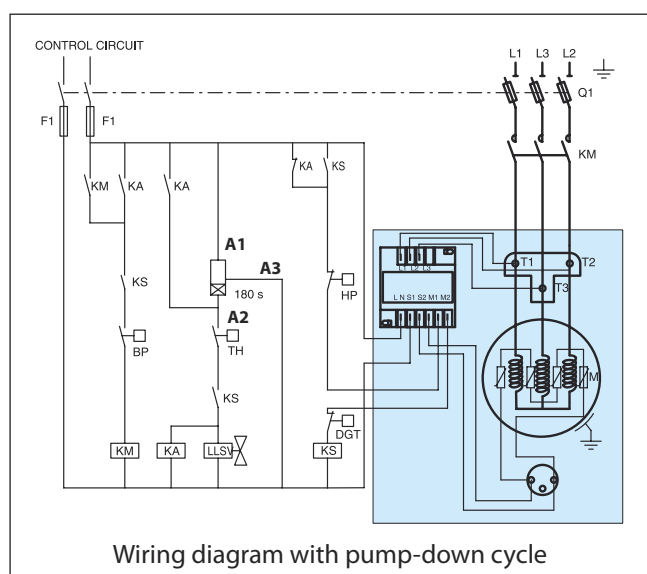 CONTROL CIRCUIT
L1 L3 L2
Q1
F1 F1
KM
KA KS
KM KA KA
A1
A3
180 s
L1 L2 L3
T1 T2
T3
KS
HP
L N S1 S2 M1 M2
A2
BP
TH
M
KS
DGT
KM KA LLSV KS
Wiring diagram with pump-down cycle